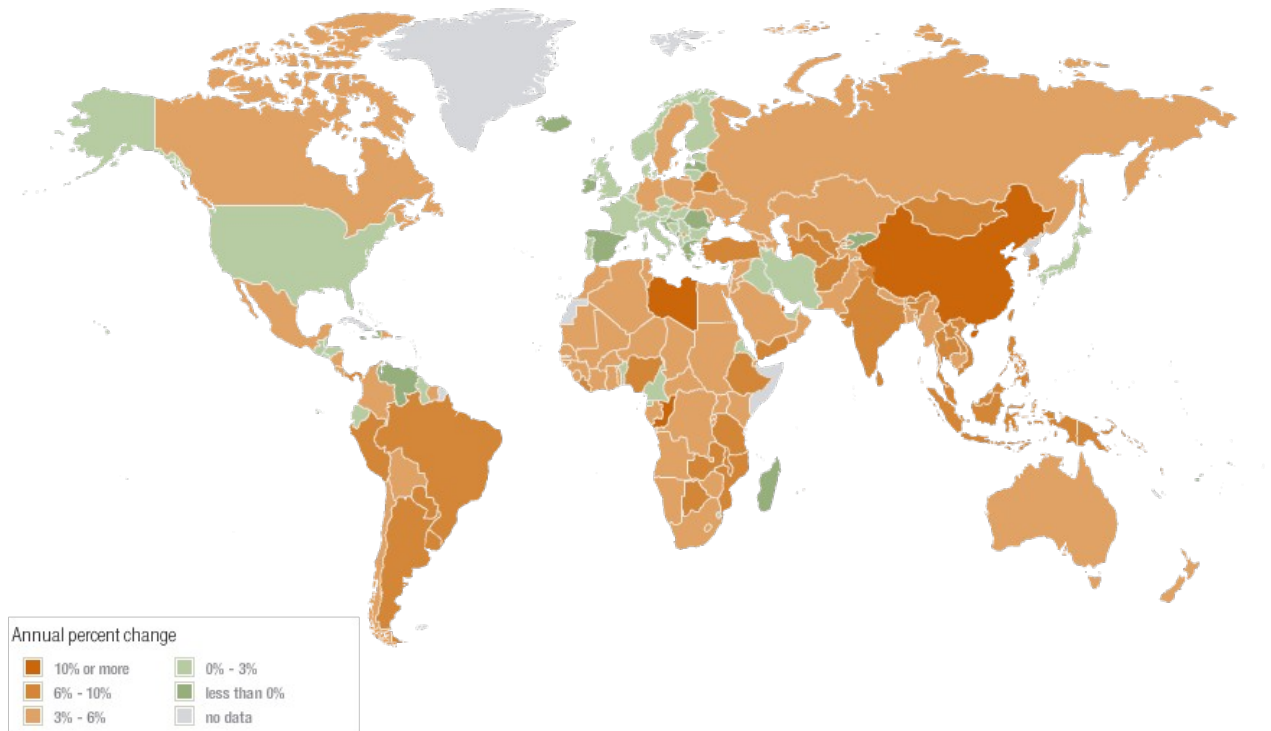 Annual percent change
10% or more
6% - 10%
3% - 6%
0% - 3%
less than 0%
no data